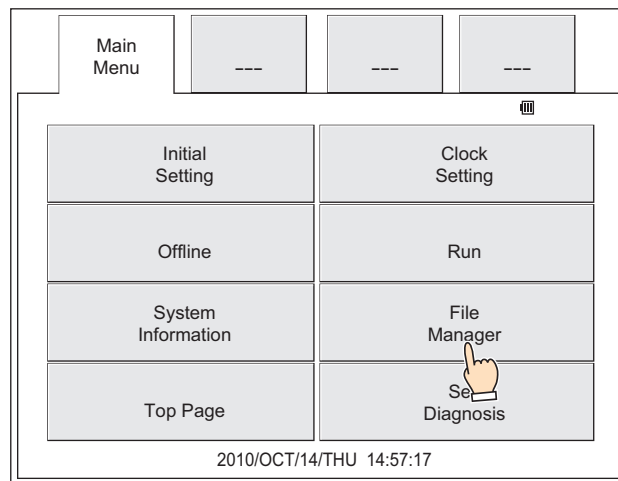 Main
Menu
---
---
---
Initial
Setting
Clock
Setting
Offline
Run
System
Information
File
Manager
Top Page
Se
Diagnosis
2010/OCT/14/THU 14:57:17